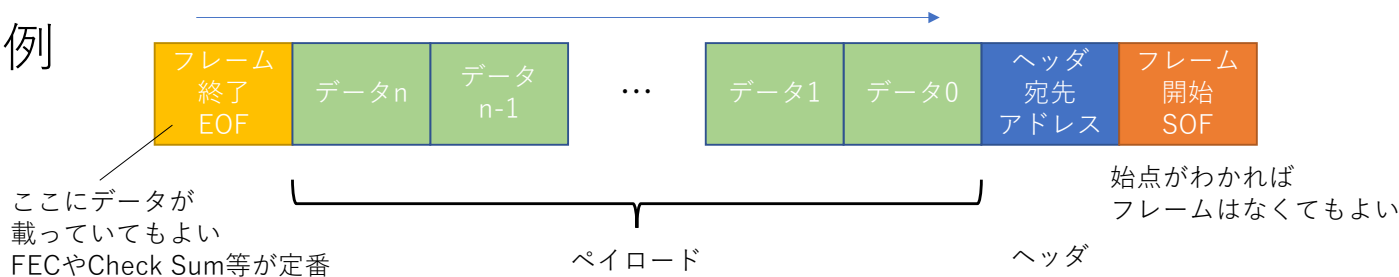 例
フレーム
終了
EOF
データn
データ
n-1
…
データ1
データ0
ヘッダ
宛先
アドレス
フレーム
開始
SOF
ここにデータが
載っていてもよい
FECやCheck Sum等が定番
ペイロード
ヘッダ
始点がわかれば
フレームはなくてもよい